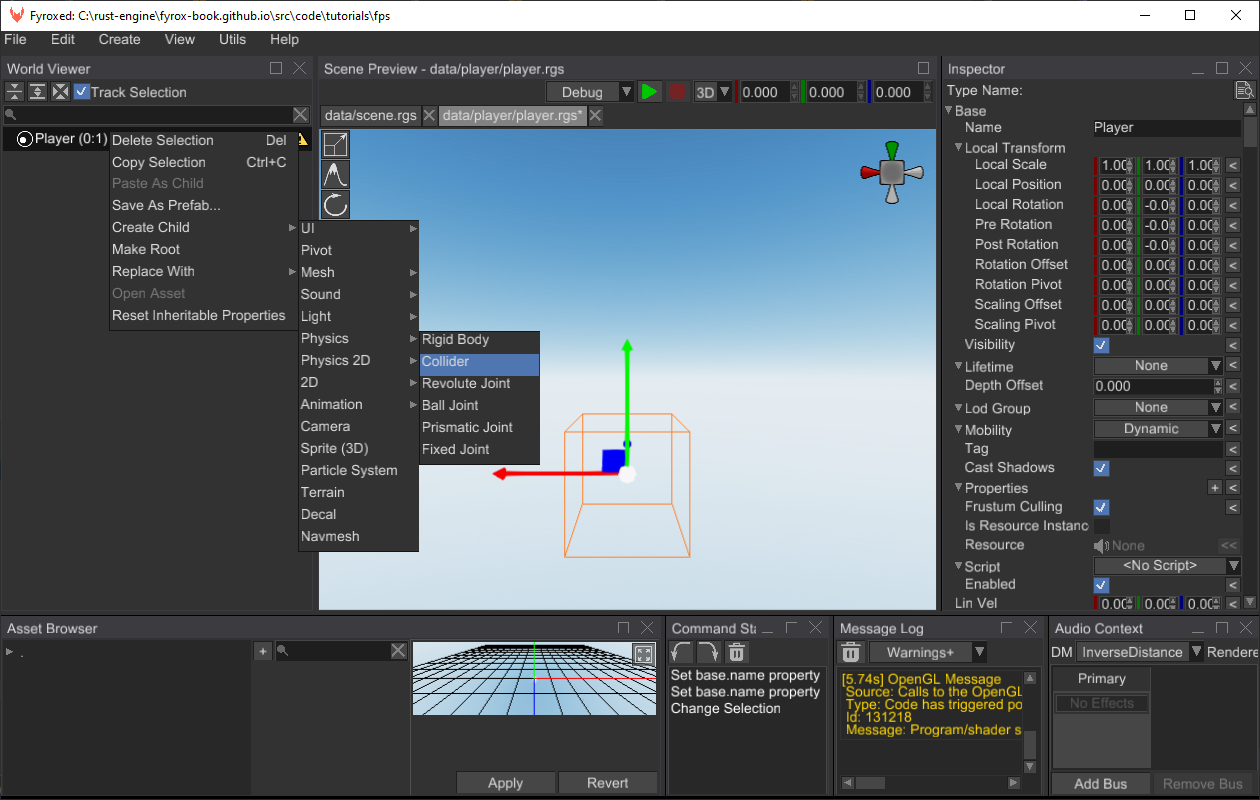 Fyroxed: C:\rust-engine\fyrox-book.github.io\src\code\tutorials\fps
File Edit Create View Utils Help
World Viewer
Track Selection
Player (0:1)
Delete Selection Del
Copy Selection Ctrl+C
Paste As Child
Save As Prefab...
Create Child
Make Root
Replace With
Open Asset
Reset Inheritable Properties
UI
Pivot
Mesh
Sound
Light
Physics
Physics 2D
2D
Animation
Camera
Sprite (3D)
Particle System
Terrain
Decal
Navmesh
Rigid Body
Collider
Revolute Joint
Ball Joint
Prismatic Joint
Fixed Joint
Scene Preview - data/player/player.rgs
Debug 3D 0.000 0.000 0.000
data/scene.rgs data/player/player.rgs*
Inspector
Type Name:
Base
Name Player
Local Transform
Local Scale 1.00 1.00 1.00 <
Local Position 0.00 0.00 0.00 <
Local Rotation 0.00 -0.0 0.00 <
Pre Rotation 0.00 -0.0 0.00 <
Post Rotation 0.00 -0.0 0.00 <
Rotation Offset 0.00 0.00 0.00 <
Rotation Pivot 0.00 0.00 0.00 <
Scaling Offset 0.00 0.00 0.00 <
Scaling Pivot 0.00 0.00 0.00 <
Visibility <
Lifetime None <
Depth Offset 0.000 <
Lod Group None <
Mobility Dynamic <
Tag <
Cast Shadows <
Properties + <
Frustum Culling <
Is Resource Instanc
Resource None <<
Script <No Script>
Enabled <
Lin Vel 0.00 0.00 0.00 <
Asset Browser
. +
Apply Revert
Command Sta
Set base.name property
Set base.name property
Change Selection
Message Log
Warnings+
[5.74s] OpenGL Message
Source: Calls to the OpenGL
Type: Code has triggered po
Id: 131218
Message: Program/shader s
Audio Context
DM InverseDistance Rendere
Primary
No Effects
Add Bus Remove Bus